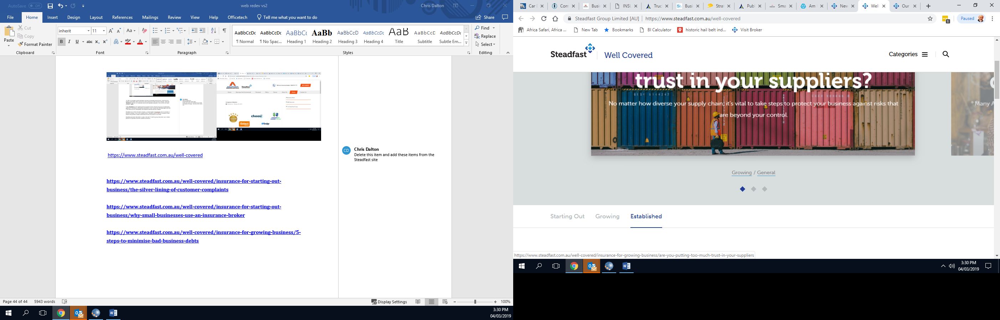 AutoSave Off
web redev vs2
Chris Dalton
File Home Insert Design Layout References Mailings Review View Help Officetech Tell me what you want to do Share
Paste
Cut
Copy
Format Painter
Clipboard
inherit 11
Font
Paragraph
AaBbCcDc AaBbCcDc AaBbCc AaBb AaBbCcD AaBbCcDc AaB AaBbCcD AaBbCcDc
¶ Normal ¶ No Spac... Heading 1 Heading 2 Heading 3 Heading 4 Title Subtitle Subtle Em...
Styles
Find
Replace
Select
Editing
INSURANCE
Steadfast
choosi
iSelect
finder
https://www.steadfast.com.au/well-covered
CD Chris Dalton
Delete this item and add these items from the
Steadfast site
https://www.steadfast.com.au/well-covered/insurance-for-starting-out-
business/the-silver-lining-of-customer-complaints
https://www.steadfast.com.au/well-covered/insurance-for-starting-out-
business/why-small-businesses-use-an-insurance-broker
https://www.steadfast.com.au/well-covered/insurance-for-growing-business/5-
steps-to-minimise-bad-business-debts
Page 44 of 44 5943 words
Display Settings
100%
3:30 PM
04/03/2019
Car Com Busi INSU Truc Busi Strat Publ Sma Am New Well Our
Steadfast Group Limited [AU] | https://www.steadfast.com.au/well-covered
1
Paused
Africa Safari, Africa ... New Tab Bookmarks BI Calculator historic hail belt ind... Visit Broker
Steadfast
Well Covered
Categories
trust in your suppliers?
No matter how diverse your supply chain, it's vital to take steps to protect your business against risks that
are beyond your control.
Many
Growing / General
Starting Out Growing Established
https://www.steadfast.com.au/well-covered/insurance-for-growing-business/are-you-putting-too-much-trust-in-your-suppliers
3:30 PM
04/03/2019